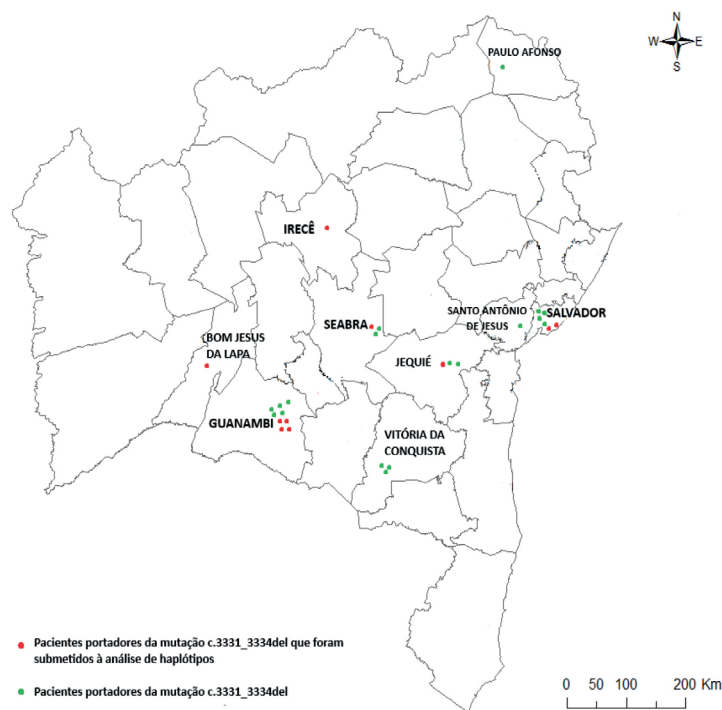 N
W E
S
PAULO AFONSO
IRECÊ
SEABRA
SANTO ANTÔNIO
DE JESUS
SALVADOR
BOM JESUS
DA LAPA
JEQUIÉ
GUANAMBI
VITÓRIA DA
CONQUISTA
Pacientes portadores da mutação c.3331_3334del que foram
submetidos à análise de haplótipos
Pacientes portadores da mutação c.3331_3334del
0 50 100 200 Km